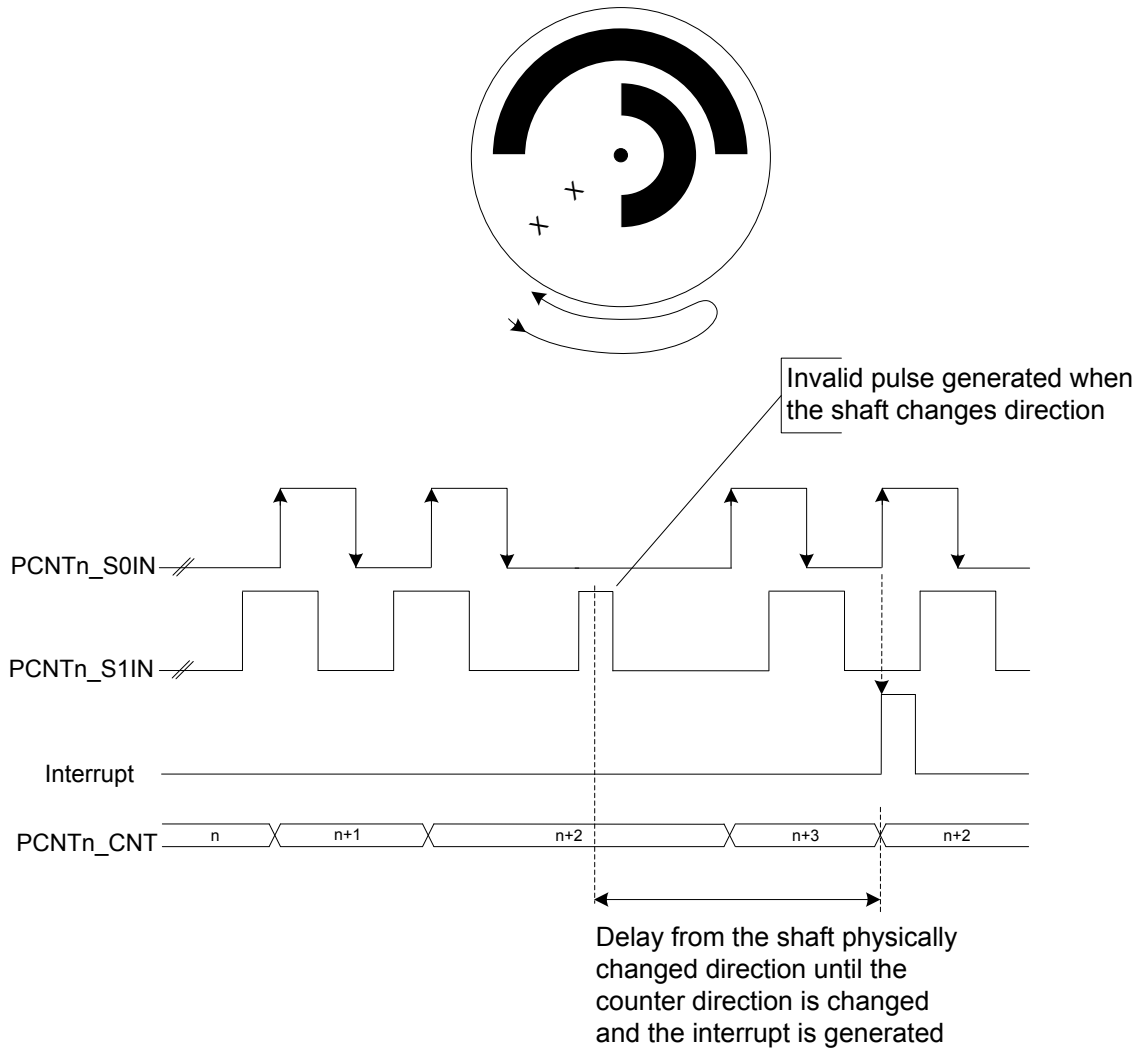 X
X
Invalid pulse generated when
the shaft changes direction
PCNTn_S0IN
PCNTn_S1IN
Interrupt
PCNTn_CNT
n
n+1
n+2
n+3
n+2
Delay from the shaft physically
changed direction until the
counter direction is changed
and the interrupt is generated